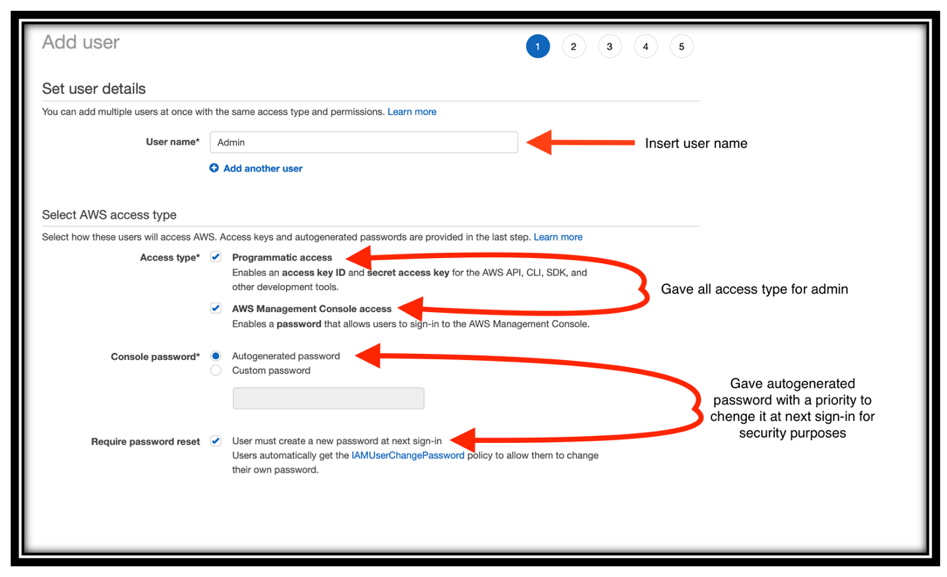 Add user
1 2 3 4 5
Set user details
You can add multiple users at once with the same access type and permissions. Learn more
User name* Admin
Insert user name
Add another user
Select AWS access type
Select how these users will access AWS. Access keys and autogenerated passwords are provided in the last step. Learn more
Access type* Programmatic access
Enables an access key ID and secret access key for the AWS API, CLI, SDK, and
other development tools.
AWS Management Console access
Enables a password that allows users to sign-in to the AWS Management Console.
Gave all access type for admin
Console password* Autogenerated password
Custom password
Gave autogenerated
password with a priority to
chenge it at next sign-in for
security purposes
Require password reset User must create a new password at next sign-in
Users automatically get the IAMUserChangePassword policy to allow them to change
their own password.